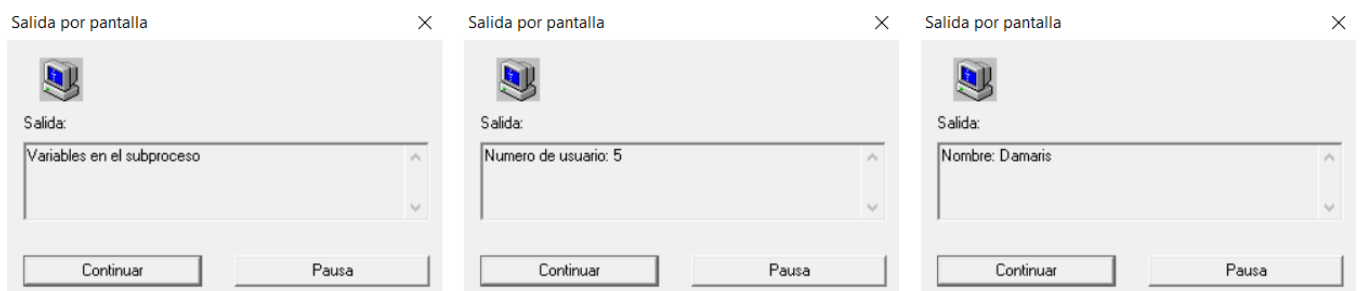 Salida por pantalla
Salida:
Variables en el subproceso
Continuar Pausa
Salida por pantalla
Salida:
Numero de usuario: 5
Continuar Pausa
Salida por pantalla
Salida:
Nombre: Damaris
Continuar Pausa